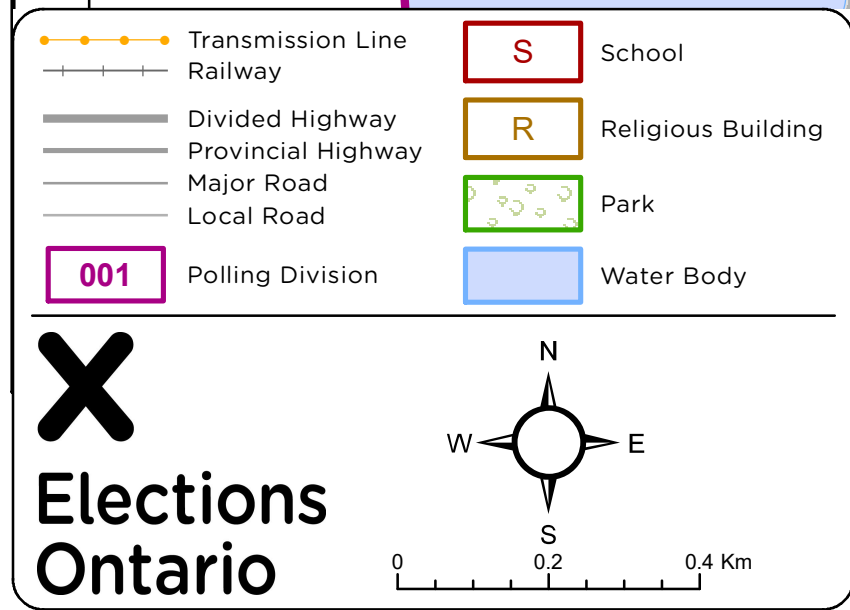 Transmission Line
Railway
Divided Highway
Provincial Highway
Major Road
Local Road
001 Polling Division
S School
R Religious Building
Park
Water Body
Elections
Ontario
N
W E
S
0 0.2 0.4 Km